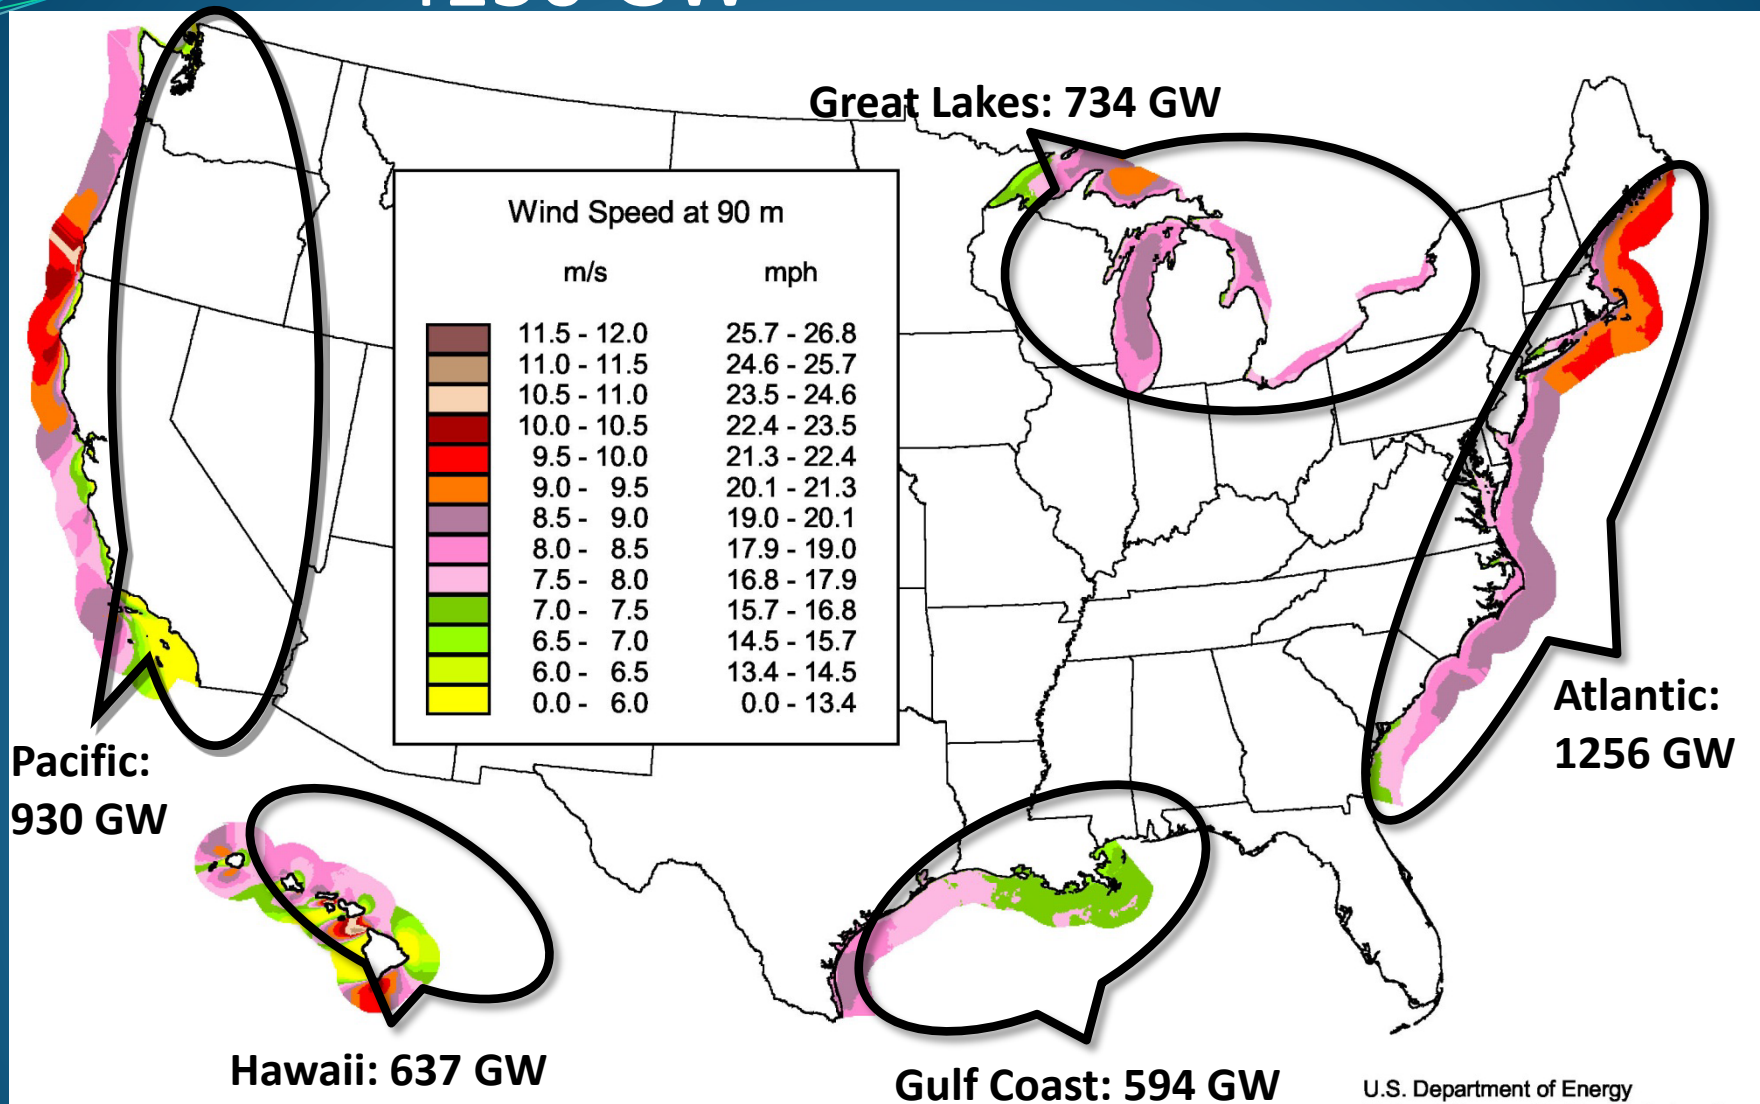 Great Lakes: 734 GW
Wind Speed at 90 m
m/s mph
11.5 - 12.0 25.7 - 26.8
11.0 - 11.5 24.6 - 25.7
10.5 - 11.0 23.5 - 24.6
10.0 - 10.5 22.4 - 23.5
9.5 - 10.0 21.3 - 22.4
9.0 - 9.5 20.1 - 21.3
8.5 - 9.0 19.0 - 20.1
8.0 - 8.5 17.9 - 19.0
7.5 - 8.0 16.8 - 17.9
7.0 - 7.5 15.7 - 16.8
6.5 - 7.0 14.5 - 15.7
6.0 - 6.5 13.4 - 14.5
0.0 - 6.0 0.0 - 13.4
Atlantic:
1256 GW
Pacific:
930 GW
Hawaii: 637 GW
Gulf Coast: 594 GW
U.S. Department of Energy